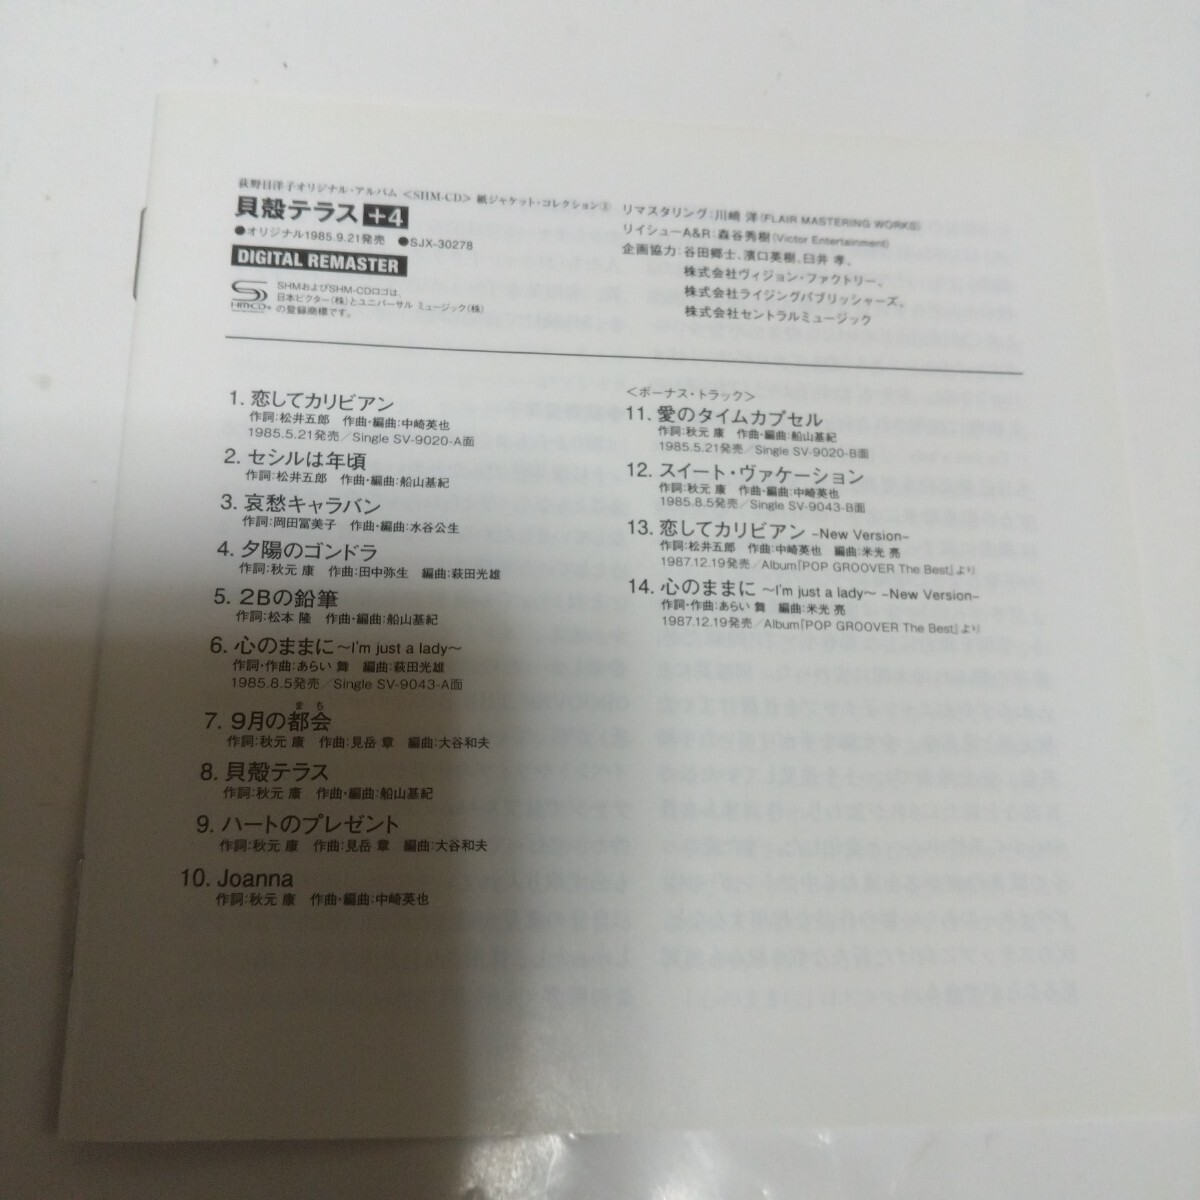 荻野目洋子オリジナル・アルバム <SHM-CD> 紙ジャケット・コレクション③
貝殻テラス +4
●オリジナル1985.9.21発売 ●SJX-30278
DIGITAL REMASTER
SHMおよびSHM-CDロゴは、
日本ビクター(株)とユニバーサル ミュージック(株)
の登録商標です。
リマスタリング：川崎 洋(FLAIR MASTERING WORKS)
リイシューA&R：森谷秀樹(Victor Entertainment)
企画協力：谷田郷士、濱口英樹、臼井 孝、
株式会社ヴィジョン・ファクトリー、
株式会社ライジングパブリッシャーズ、
株式会社セントラルミュージック
1. 恋してカリビアン
作詞：松井五郎 作曲・編曲：中崎英也
1985.5.21発売／Single SV-9020-A面
2. セシルは年頃
作詞：松井五郎 作曲・編曲：船山基紀
3. 哀愁キャラバン
作詞：岡田冨美子 作曲・編曲：水谷公生
4. 夕陽のゴンドラ
作詞：秋元 康 作曲：田中弥生 編曲：萩田光雄
5. 2Bの鉛筆
作詞：松本 隆 作曲・編曲：船山基紀
6. 心のままに〜I'm just a lady〜
作詞・作曲：あらい 舞 編曲：萩田光雄
1985.8.5発売／Single SV-9043-A面
まち
7. 9月の都会
作詞：秋元 康 作曲：見岳 章 編曲：大谷和夫
8. 貝殻テラス
作詞：秋元 康 作曲・編曲：船山基紀
9. ハートのプレゼント
作詞：秋元 康 作曲：見岳 章 編曲：大谷和夫
10. Joanna
作詞：秋元 康 作曲・編曲：中崎英也
<ボーナス・トラック>
11. 愛のタイムカプセル
作詞：秋元 康 作曲・編曲：船山基紀
1985.5.21発売／Single SV-9020-B面
12. スイート・ヴァケーション
作詞：秋元 康 作曲・編曲：中崎英也
1985.8.5発売／Single SV-9043-B面
13. 恋してカリビアン -New Version-
作詞：松井五郎 作曲：中崎英也 編曲：米光 亮
1987.12.19発売／Album『POP GROOVER The Best』より
14. 心のままに 〜I'm just a lady〜 -New Version-
作詞・作曲：あらい 舞 編曲：米光 亮
1987.12.19発売／Album『POP GROOVER The Best』より